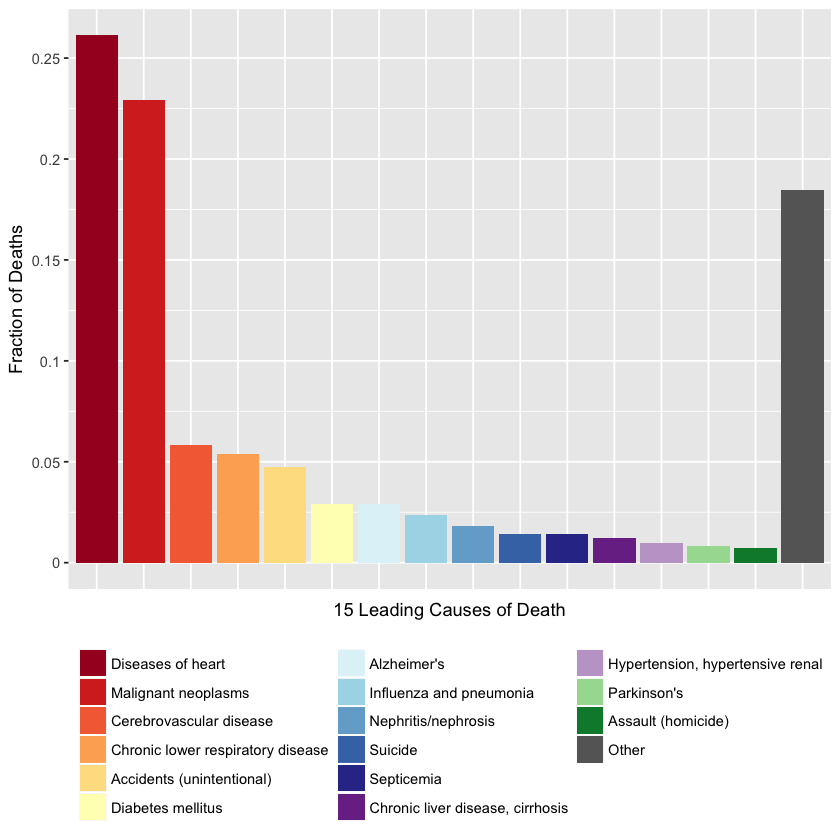 0.25
0.2
0.15
0.1
0.05
0
Fraction of Deaths
15 Leading Causes of Death
Diseases of heart
Malignant neoplasms
Cerebrovascular disease
Chronic lower respiratory disease
Accidents (unintentional)
Diabetes mellitus
Alzheimer's
Influenza and pneumonia
Nephritis/nephrosis
Suicide
Septicemia
Chronic liver disease, cirrhosis
Hypertension, hypertensive renal
Parkinson's
Assault (homicide)
Other